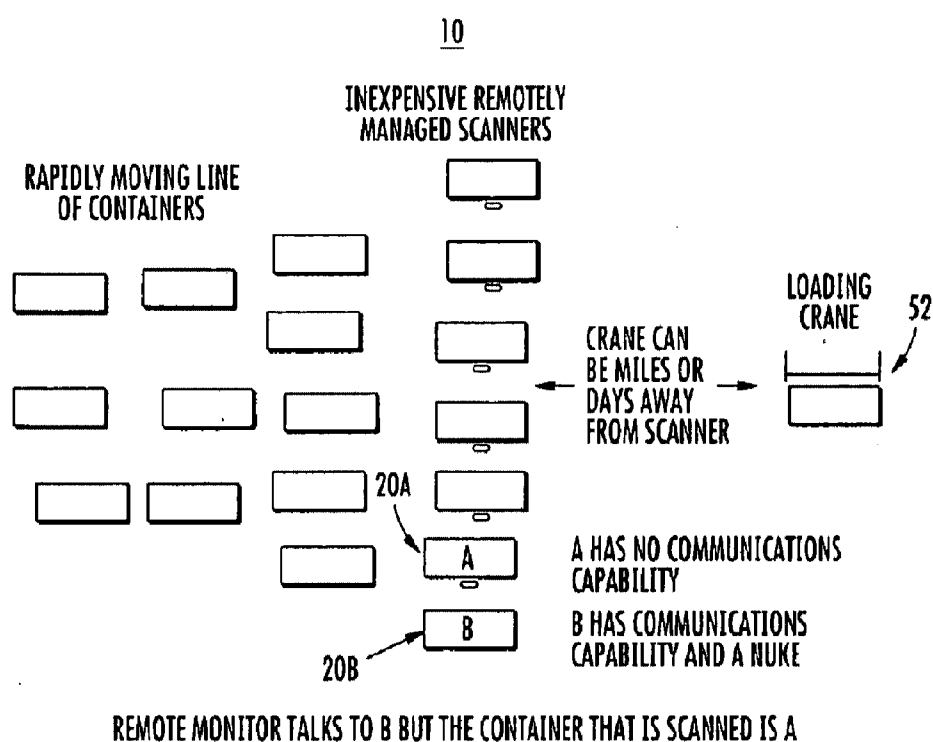 10
INEXPENSIVE REMOTELY
MANAGED SCANNERS
RAPIDLY MOVING LINE
OF CONTAINERS
LOADING
CRANE
52
CRANE CAN
BE MILES OR
DAYS AWAY
FROM SCANNER
20A
A
A HAS NO COMMUNICATIONS
CAPABILITY
B
B HAS COMMUNICATIONS
CAPABILITY AND A NUKE
20B
REMOTE MONITOR TALKS TO B BUT THE CONTAINER THAT IS SCANNED IS A